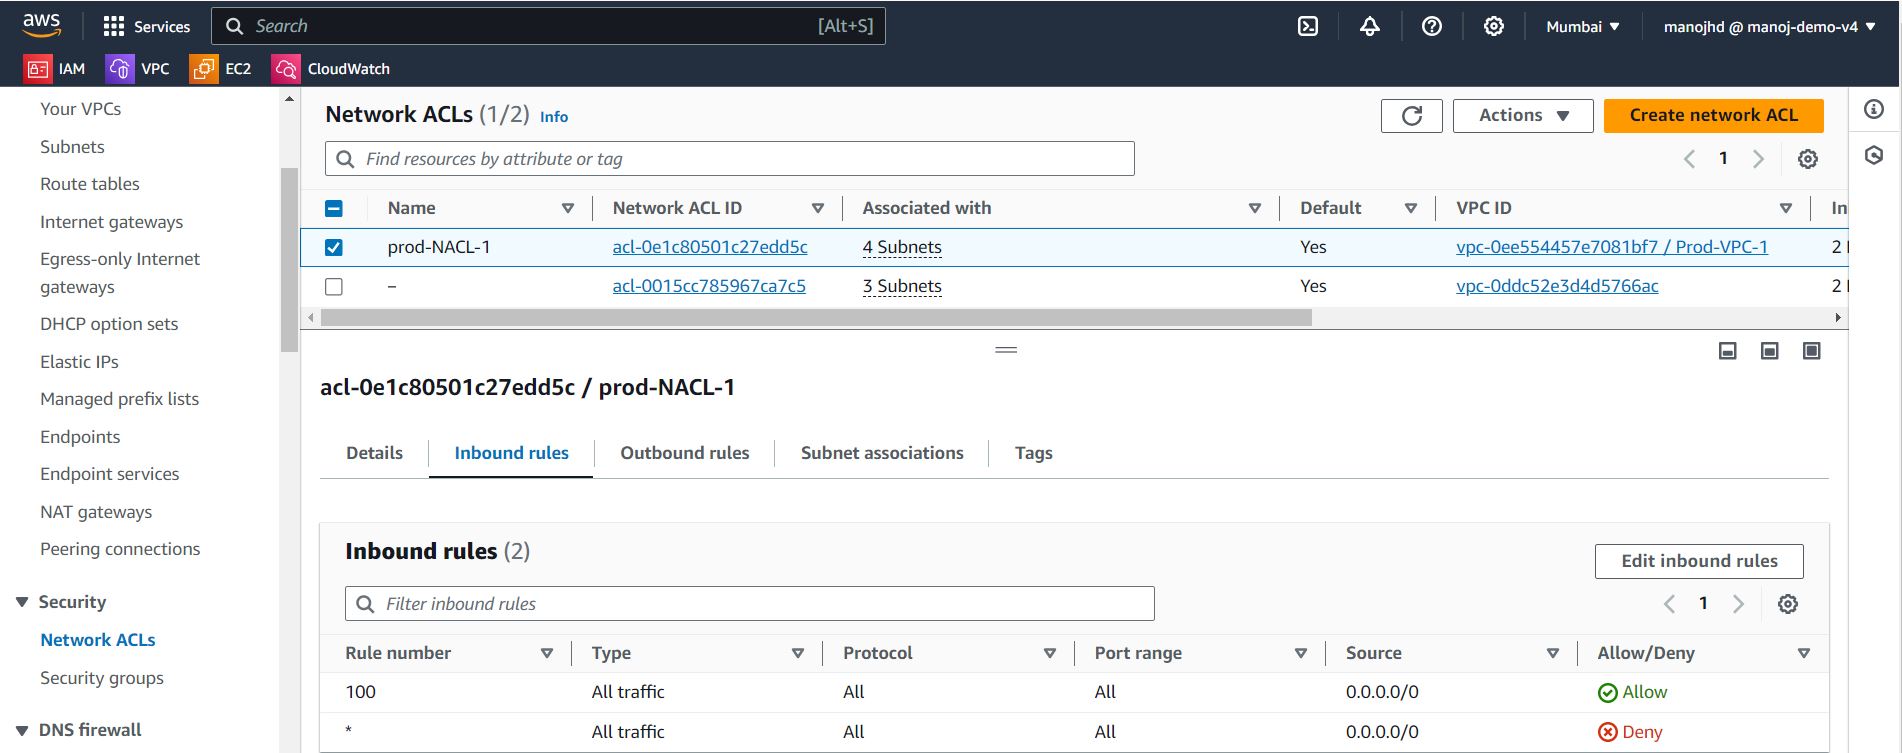 aws Services Search [Alt+S] Mumbai manojhd @ manoj-demo-v4
IAM VPC EC2 CloudWatch
Your VPCs
Subnets
Route tables
Internet gateways
Egress-only Internet
gateways
DHCP option sets
Elastic IPs
Managed prefix lists
Endpoints
Endpoint services
NAT gateways
Peering connections
Security
Network ACLs
Security groups
DNS firewall
Network ACLs (1/2) Info Actions Create network ACL
Find resources by attribute or tag 1
Name Network ACL ID Associated with Default VPC ID In
prod-NACL-1 acl-0e1c80501c27edd5c 4 Subnets Yes vpc-0ee554457e7081bf7 / Prod-VPC-1 2
– acl-0015cc785967ca7c5 3 Subnets Yes vpc-0ddc52e3d4d5766ac 2
acl-0e1c80501c27edd5c / prod-NACL-1
Details Inbound rules Outbound rules Subnet associations Tags
Inbound rules (2) Edit inbound rules
Filter inbound rules 1
Rule number Type Protocol Port range Source Allow/Deny
100 All traffic All All 0.0.0.0/0 Allow
* All traffic All All 0.0.0.0/0 Deny